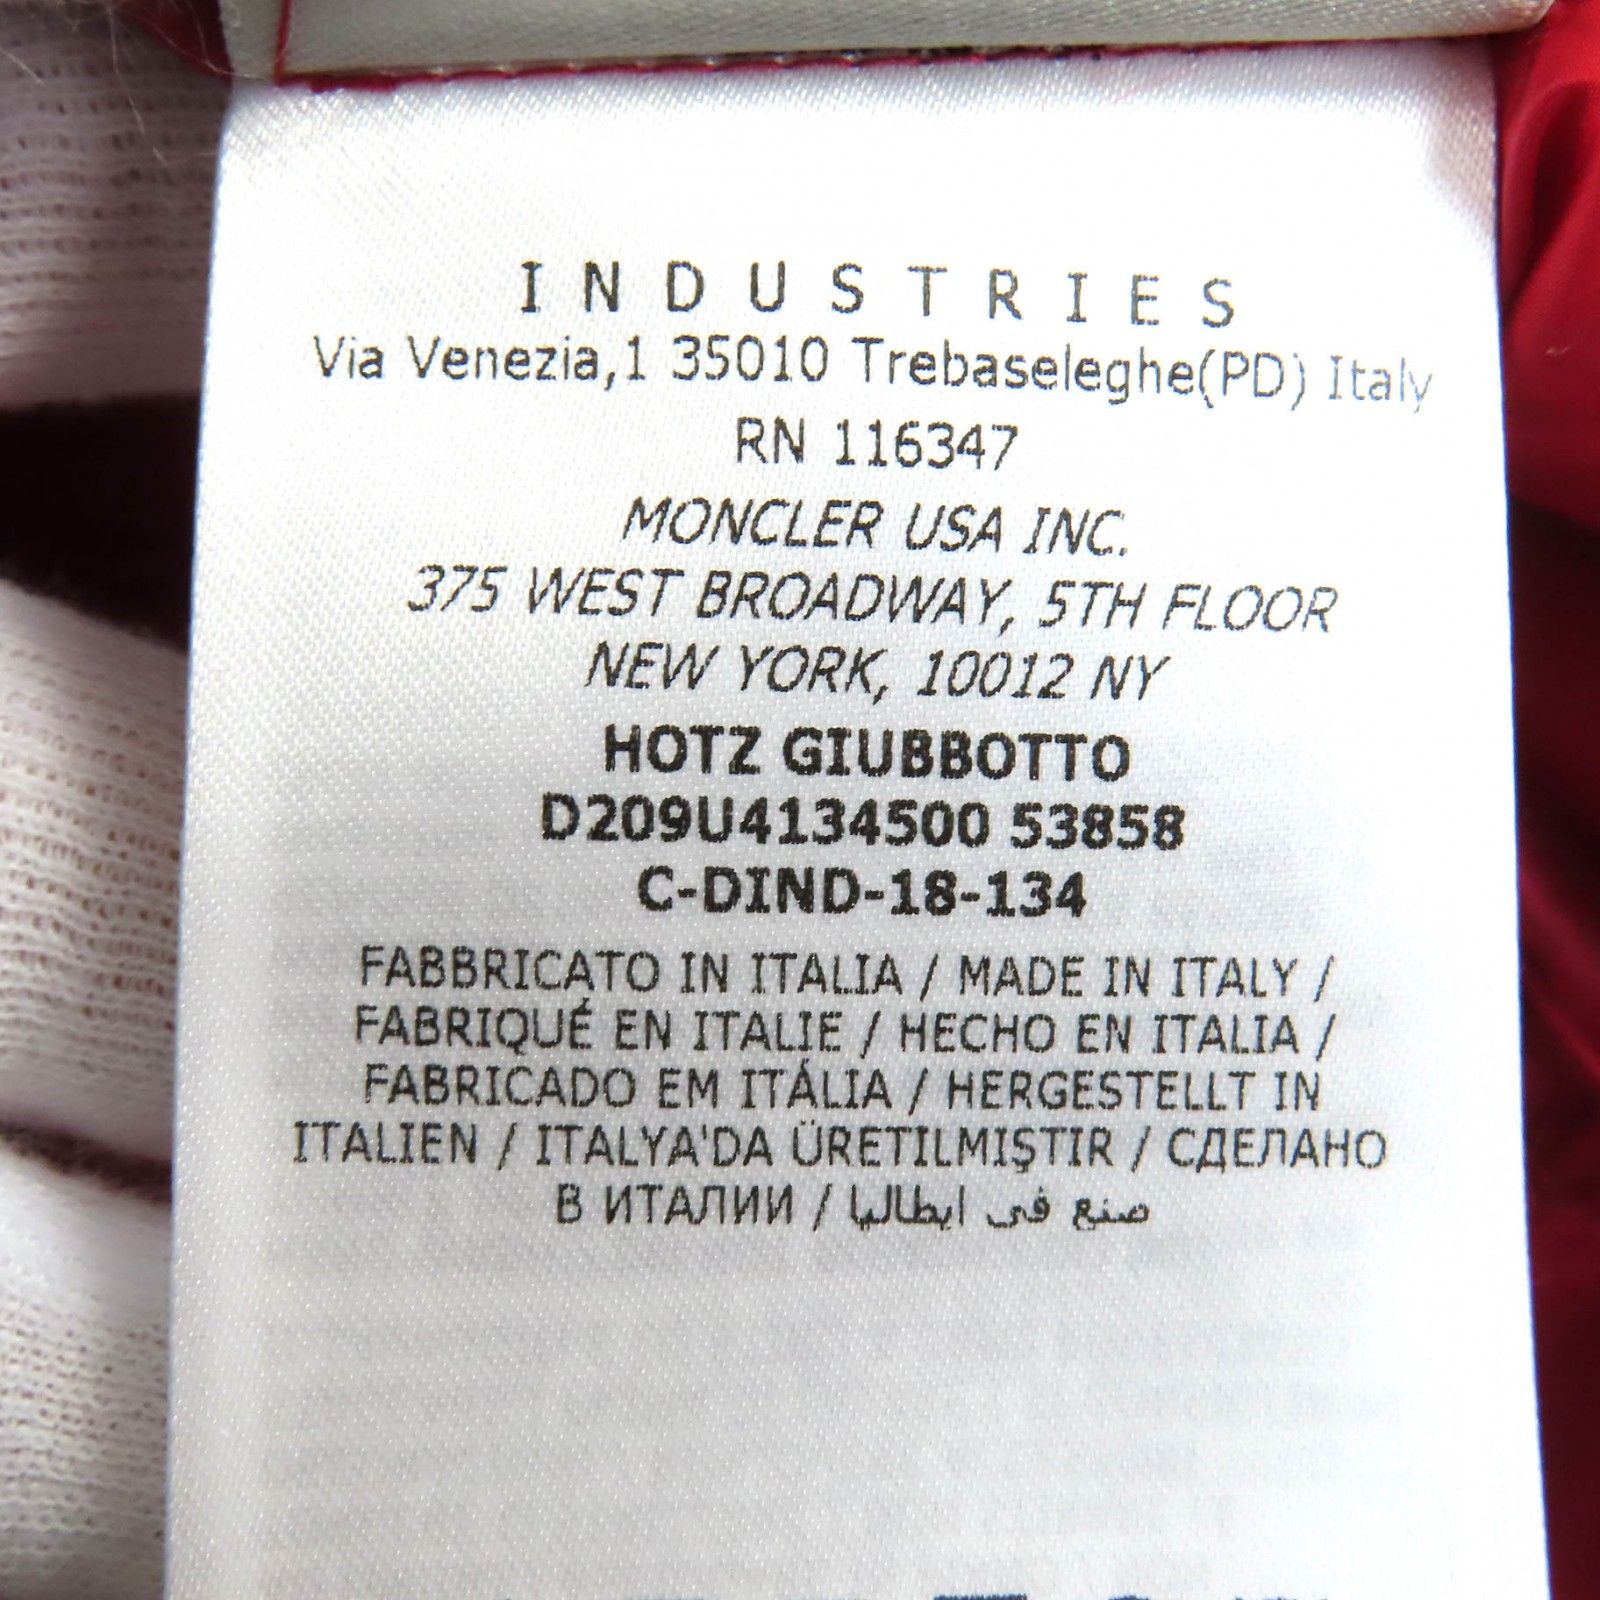 I N D U S T R I E S
Via Venezia,1 35010 Trebaseleghe(PD) Italy
RN 116347
MONCLER USA INC.
375 WEST BROADWAY, 5TH FLOOR
NEW YORK, 10012 NY
HOTZ GIUBBOTTO
D209U4134500 53858
C-DIND-18-134
FABBRICATO IN ITALIA / MADE IN ITALY /
FABRIQUÉ EN ITALIE / HECHO EN ITALIA /
FABRICADO EM ITÁLIA / HERGESTELLT IN
ITALIEN / ITALYA'DA ÜRETILMIŞTIR / СДЕЛАНО
В ИТАЛИИ / صنع في ايطاليا